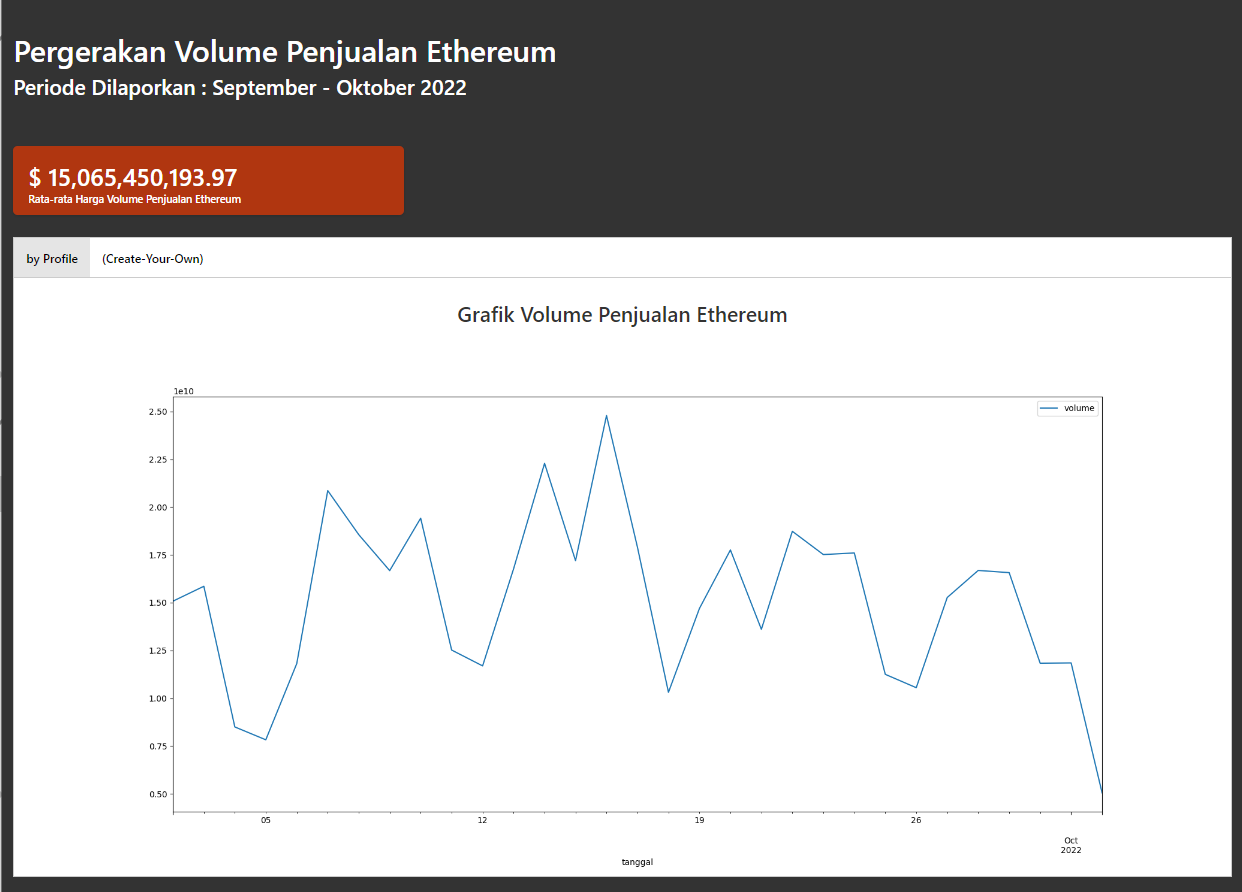 Pergerakan Volume Penjualan Ethereum
Periode Dilaporkan : September - Oktober 2022
$ 15,065,450,193.97
Rata-rata Harga Volume Penjualan Ethereum
by Profile (Create-Your-Own)
Grafik Volume Penjualan Ethereum
1e10
volume
2.50
2.25
2.00
1.75
1.50
1.25
1.00
0.75
0.50
05 12 19 26
Oct
2022
tanggal